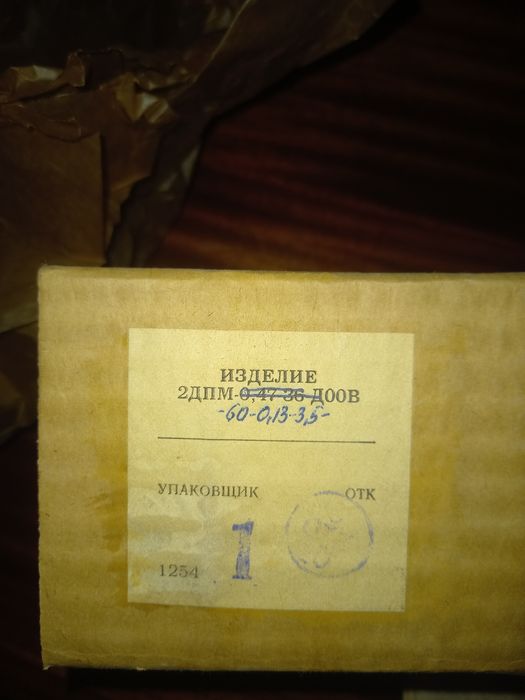 ИЗДЕЛИЕ
2ДПМ-0,47-36-Д00В
-60-0,13-3,5-
УПАКОВЩИК ОТК
1
1254